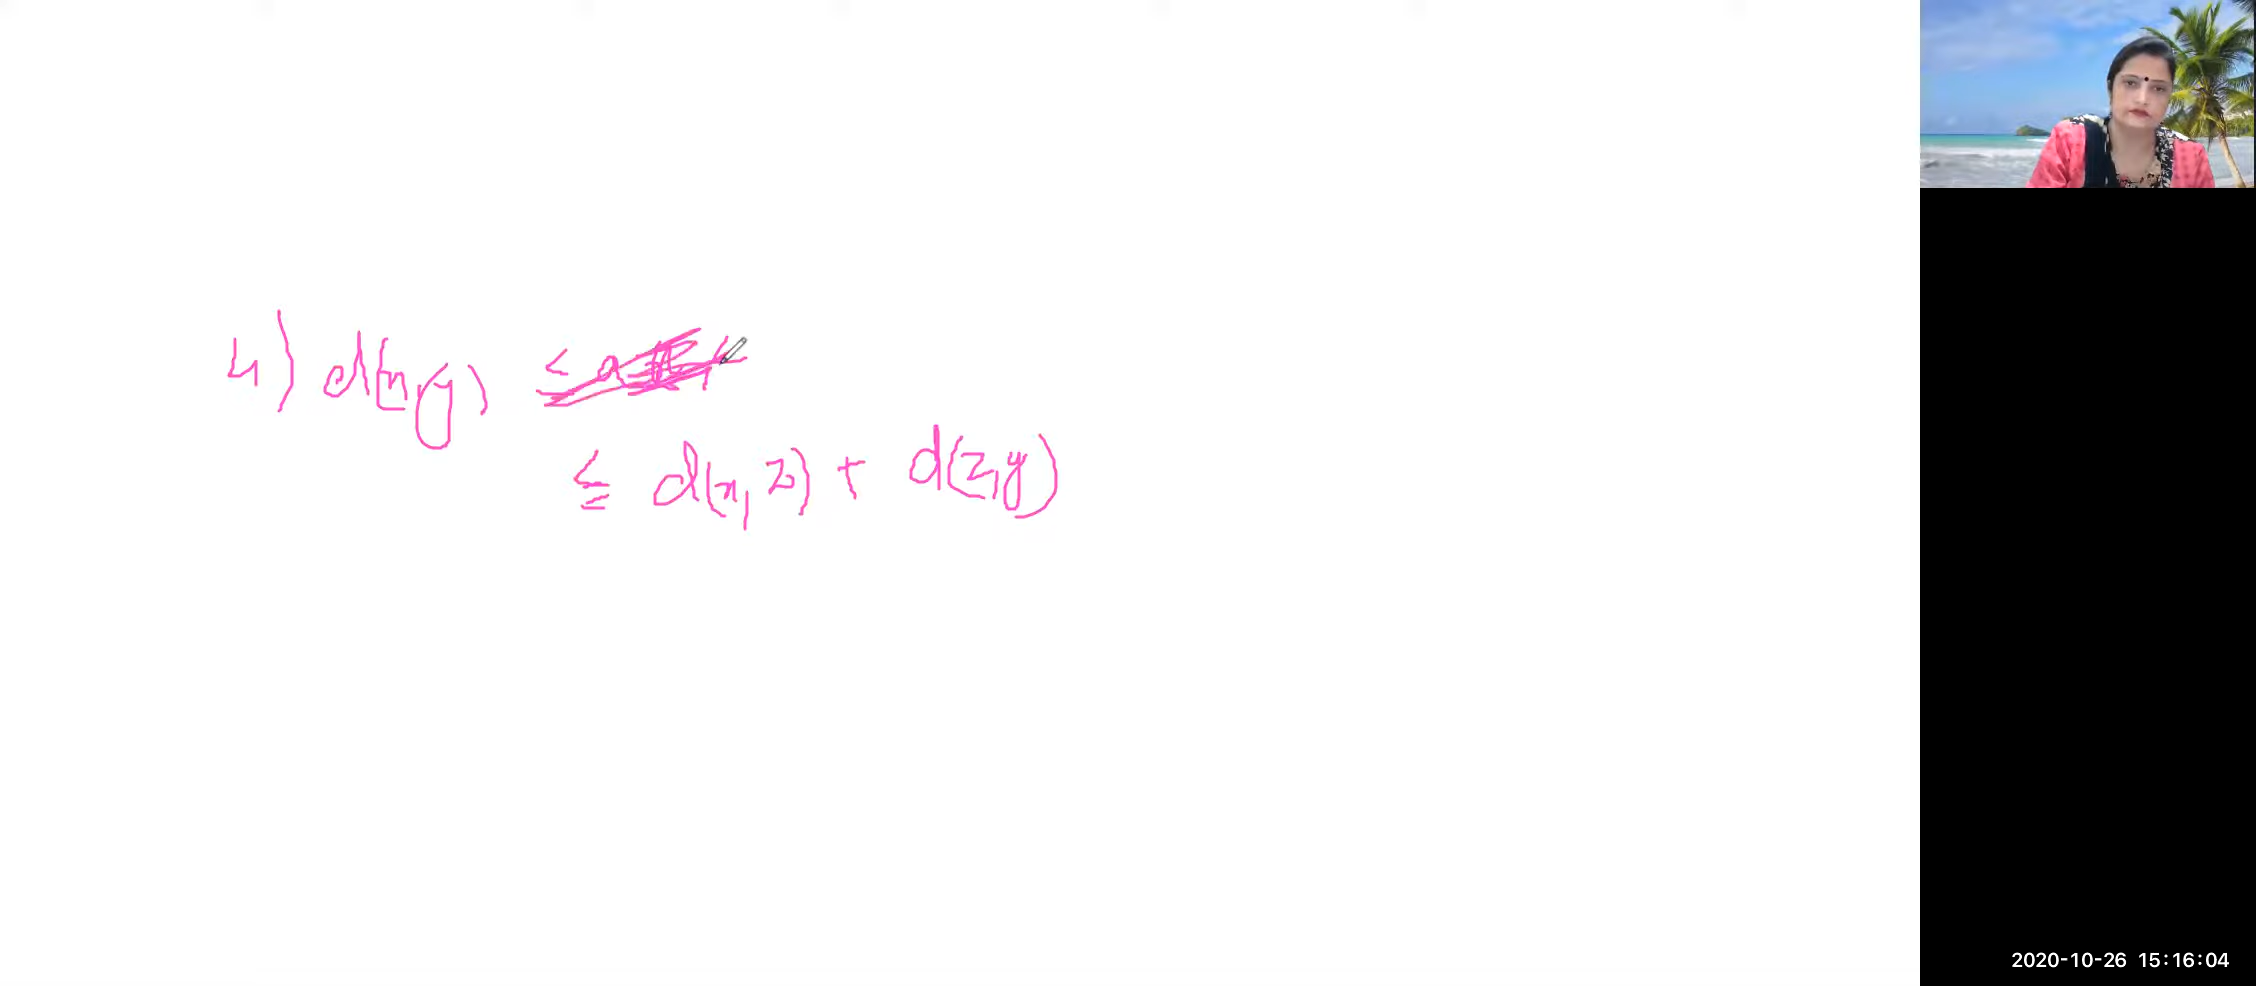 4) d(x,y)
≤ d(x, z) + d(z,y)
2020-10-26 15:16:04